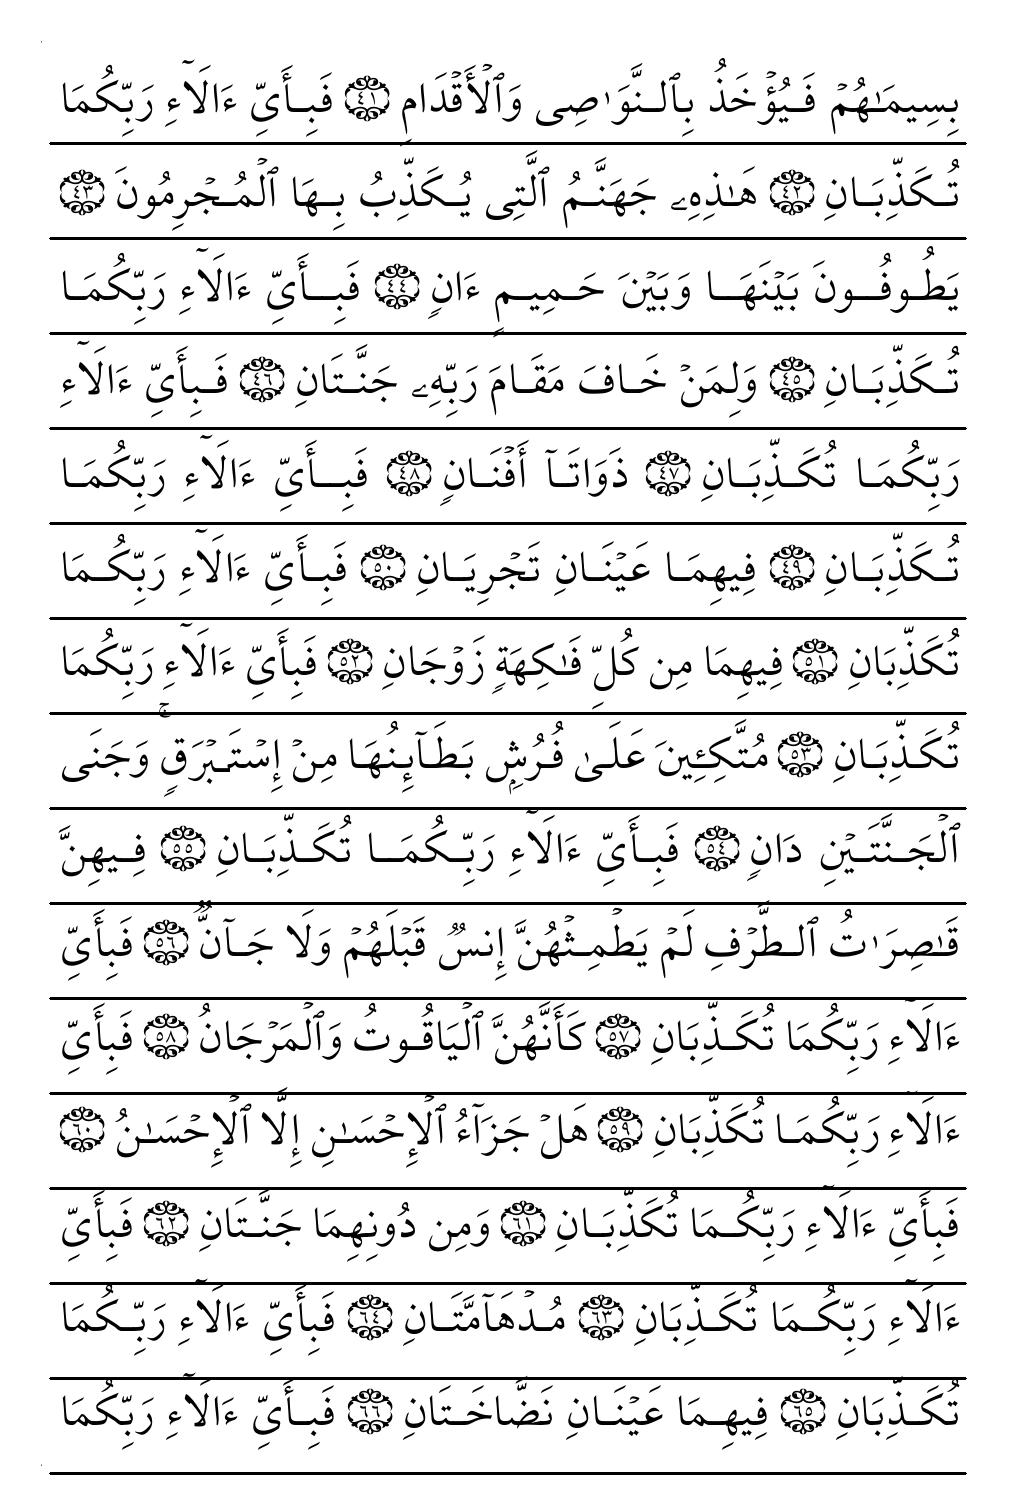 بِسِيمَـٰهُمْ فَيُؤْخَذُ بِٱلنَّوَٰصِى وَٱلْأَقْدَامِ ٤١ فَبِأَىِّ ءَالَآءِ رَبِّكُمَا
تُكَذِّبَانِ ٤٢ هَـٰذِهِۦ جَهَنَّمُ ٱلَّتِى يُكَذِّبُ بِهَا ٱلْمُجْرِمُونَ ٤٣
يَطُوفُونَ بَيْنَهَا وَبَيْنَ حَمِيمٍ ءَانٍ ٤٤ فَبِأَىِّ ءَالَآءِ رَبِّكُمَا
تُكَذِّبَانِ ٤٥ وَلِمَنْ خَافَ مَقَامَ رَبِّهِۦ جَنَّتَانِ ٤٦ فَبِأَىِّ ءَالَآءِ
رَبِّكُمَا تُكَذِّبَانِ ٤٧ ذَوَاتَآ أَفْنَانٍ ٤٨ فَبِأَىِّ ءَالَآءِ رَبِّكُمَا
تُكَذِّبَانِ ٤٩ فِيهِمَا عَيْنَانِ تَجْرِيَانِ ٥٠ فَبِأَىِّ ءَالَآءِ رَبِّكُمَا
تُكَذِّبَانِ ٥١ فِيهِمَا مِن كُلِّ فَـٰكِهَةٍ زَوْجَانِ ٥٢ فَبِأَىِّ ءَالَآءِ رَبِّكُمَا
تُكَذِّبَانِ ٥٣ مُتَّكِـِٔينَ عَلَىٰ فُرُشٍۭ بَطَآئِنُهَا مِنْ إِسْتَبْرَقٍ ۚ وَجَنَى
ٱلْجَنَّتَيْنِ دَانٍ ٥٤ فَبِأَىِّ ءَالَآءِ رَبِّكُمَا تُكَذِّبَانِ ٥٥ فِيهِنَّ
قَـٰصِرَٰتُ ٱلطَّرْفِ لَمْ يَطْمِثْهُنَّ إِنسٌ قَبْلَهُمْ وَلَا جَآنٌّ ٥٦ فَبِأَىِّ
ءَالَآءِ رَبِّكُمَا تُكَذِّبَانِ ٥٧ كَأَنَّهُنَّ ٱلْيَاقُوتُ وَٱلْمَرْجَانُ ٥٨ فَبِأَىِّ
ءَالَآءِ رَبِّكُمَا تُكَذِّبَانِ ٥٩ هَلْ جَزَآءُ ٱلْإِحْسَـٰنِ إِلَّا ٱلْإِحْسَـٰنُ ٦٠
فَبِأَىِّ ءَالَآءِ رَبِّكُمَا تُكَذِّبَانِ ٦١ وَمِن دُونِهِمَا جَنَّتَانِ ٦٢ فَبِأَىِّ
ءَالَآءِ رَبِّكُمَا تُكَذِّبَانِ ٦٣ مُدْهَآمَّتَانِ ٦٤ فَبِأَىِّ ءَالَآءِ رَبِّكُمَا
تُكَذِّبَانِ ٦٥ فِيهِمَا عَيْنَانِ نَضَّاخَتَانِ ٦٦ فَبِأَىِّ ءَالَآءِ رَبِّكُمَا